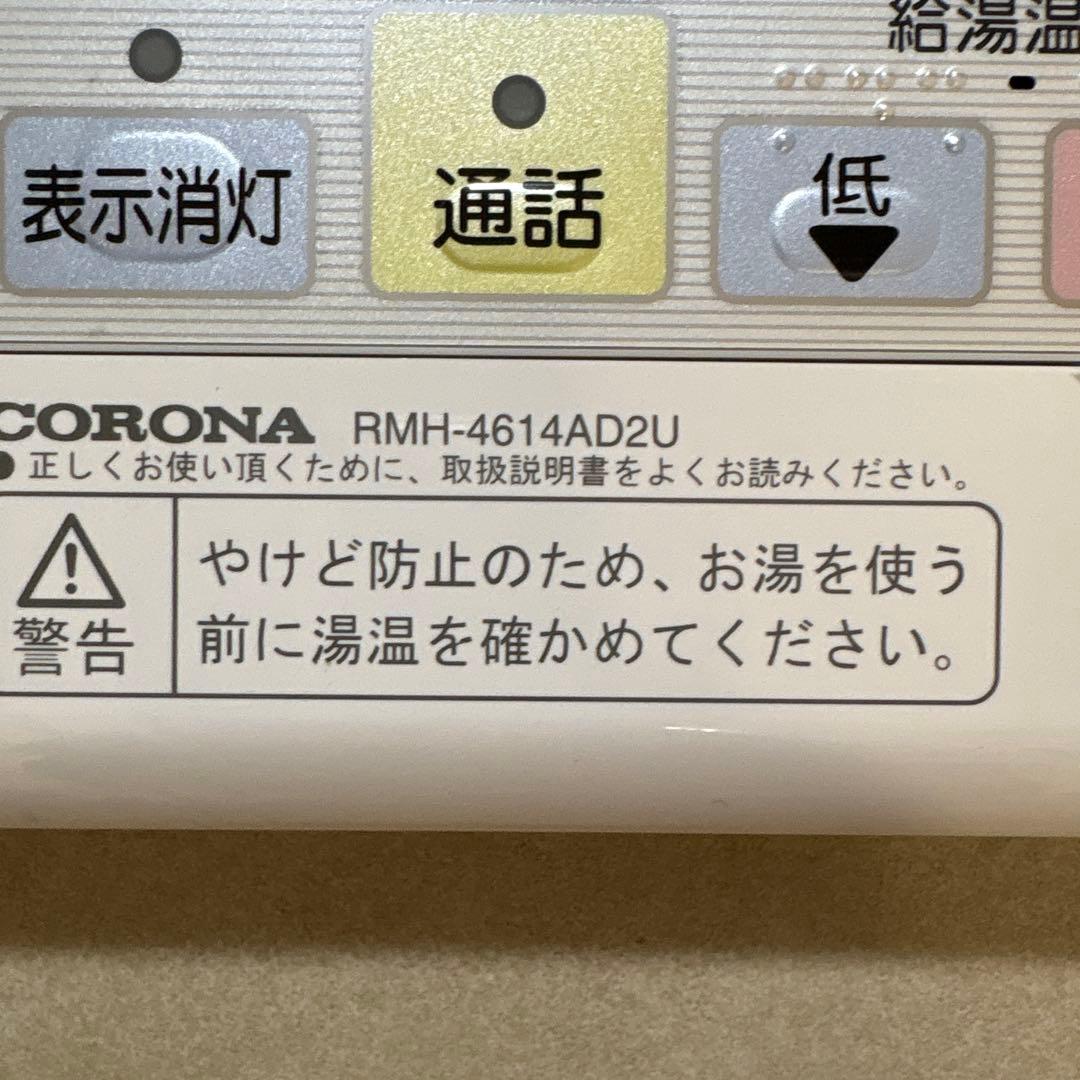 給湯温
表示消灯
通話
低
CORONA RMH-4614AD2U
● 正しくお使い頂くために、取扱説明書をよくお読みください。
警告
やけど防止のため、お湯を使う
前に湯温を確かめてください。